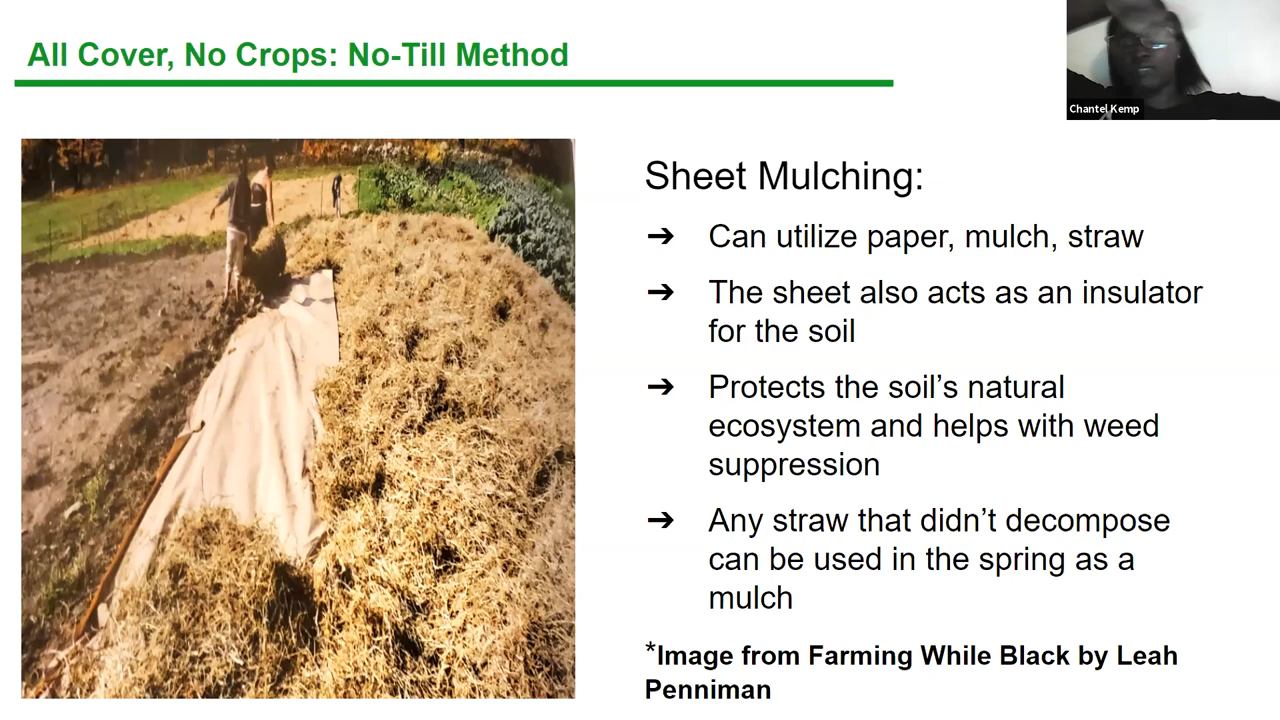 All Cover, No Crops: No-Till Method
Chantel Kemp
Sheet Mulching:
➔ Can utilize paper, mulch, straw
➔ The sheet also acts as an insulator
for the soil
➔ Protects the soil’s natural
ecosystem and helps with weed
suppression
➔ Any straw that didn’t decompose
can be used in the spring as a
mulch
*Image from Farming While Black by Leah
Penniman